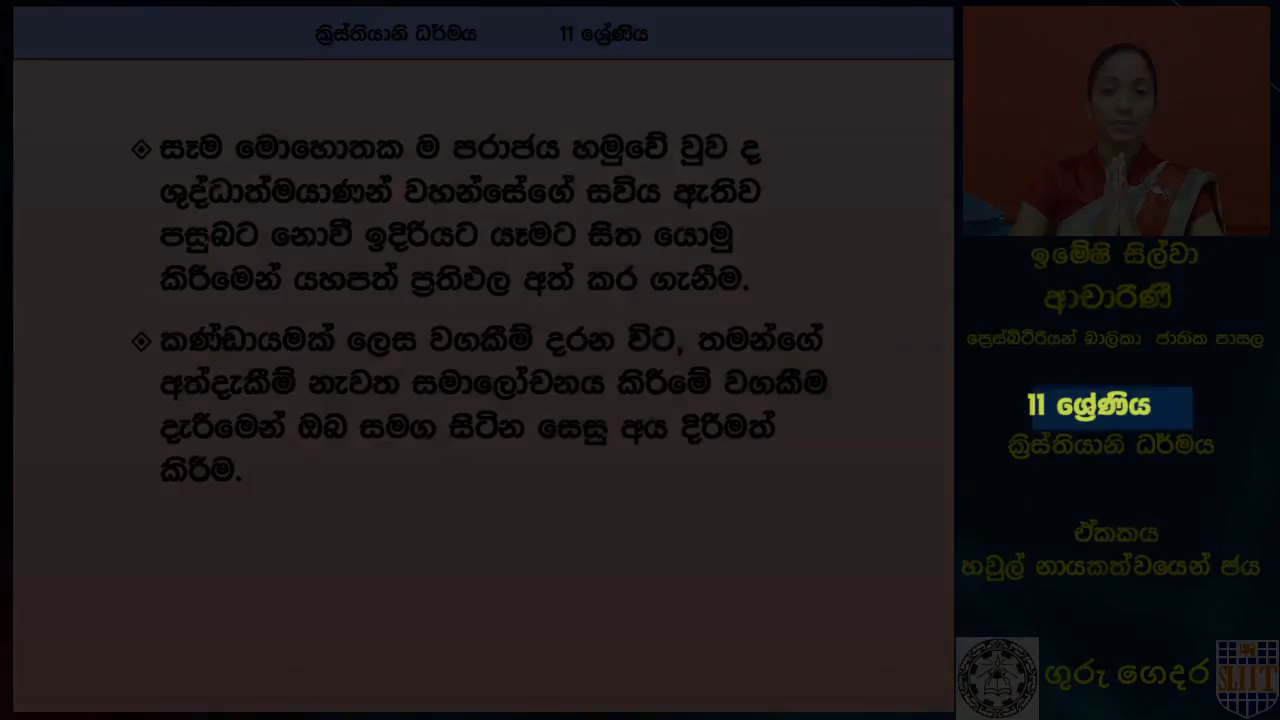 ක්‍රිස්තියානි ධර්මය 11 ශ්‍රේණිය
සෑම මොහොතක ම පරාජය හමුවේ වුව ද
ශුද්ධාත්මයාණන් වහන්සේගේ සවිය ඇතිව
පසුබට නොවී ඉදිරියට යෑමට සිත යොමු
කිරීමෙන් යහපත් ප්‍රතිඵල අත් කර ගැනීම.
කණ්ඩායමක් ලෙස වගකීම් දරන විට, තමන්ගේ
අත්දැකීම් නැවත සමාලෝචනය කිරීමේ වගකීම
දැරීමෙන් ඔබ සමග සිටින සෙසු අය දිරිමත්
කිරීම.
ඉමේෂි සිල්වා
ආචාරිණී
ප්‍රෙස්බිටීරියන් බාලිකා ජාතික පාසල
11 ශ්‍රේණිය
ක්‍රිස්තියානි ධර්මය
ඒකකය
හවුල් නායකත්වයෙන් ජය
ගුරු ගෙදර
SLIIT